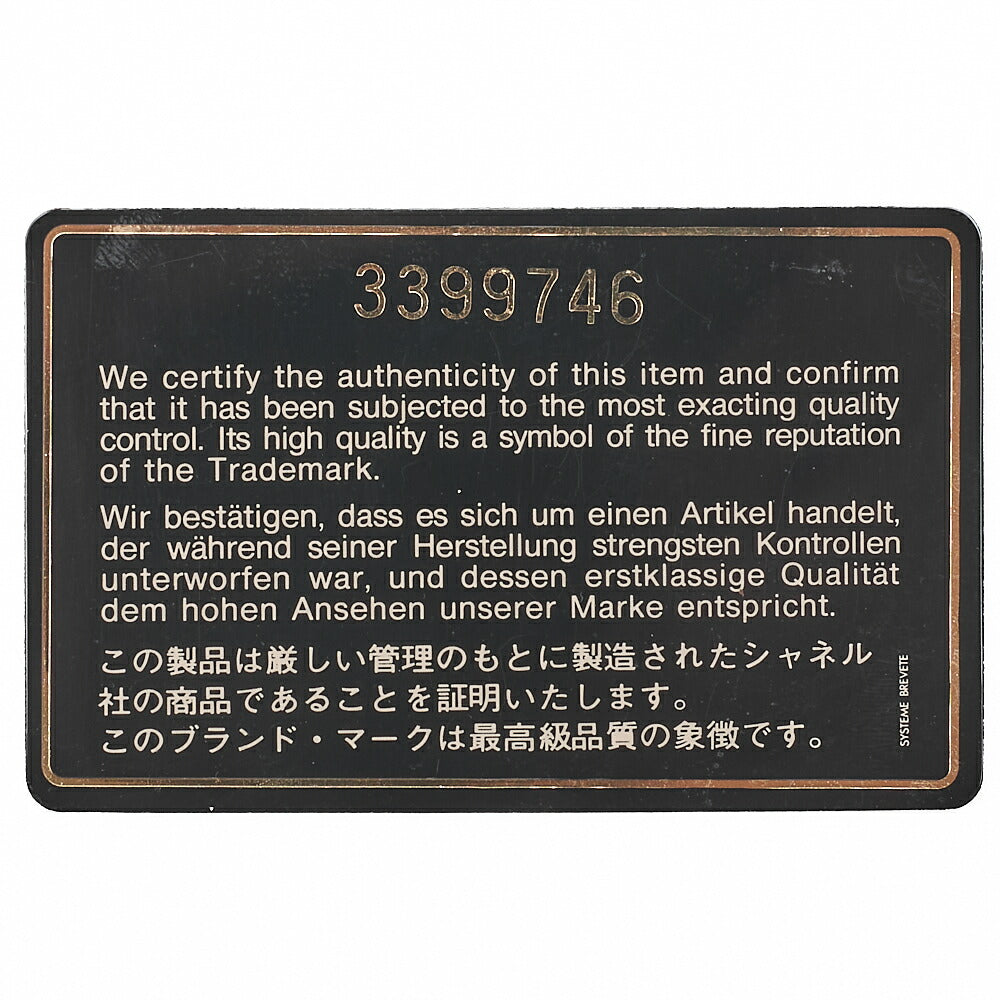 3399746
We certify the authenticity of this item and confirm
that it has been subjected to the most exacting quality
control. Its high quality is a symbol of the fine reputation
of the Trademark.
Wir bestätigen, dass es sich um einen Artikel handelt,
der während seiner Herstellung strengsten Kontrollen
unterworfen war, und dessen erstklassige Qualität
dem hohen Ansehen unserer Marke entspricht.
この製品は厳しい管理のもとに製造されたシャネル
社の商品であることを証明いたします。
このブランド・マークは最高級品質の象徴です。
SYSTEME BREVETE